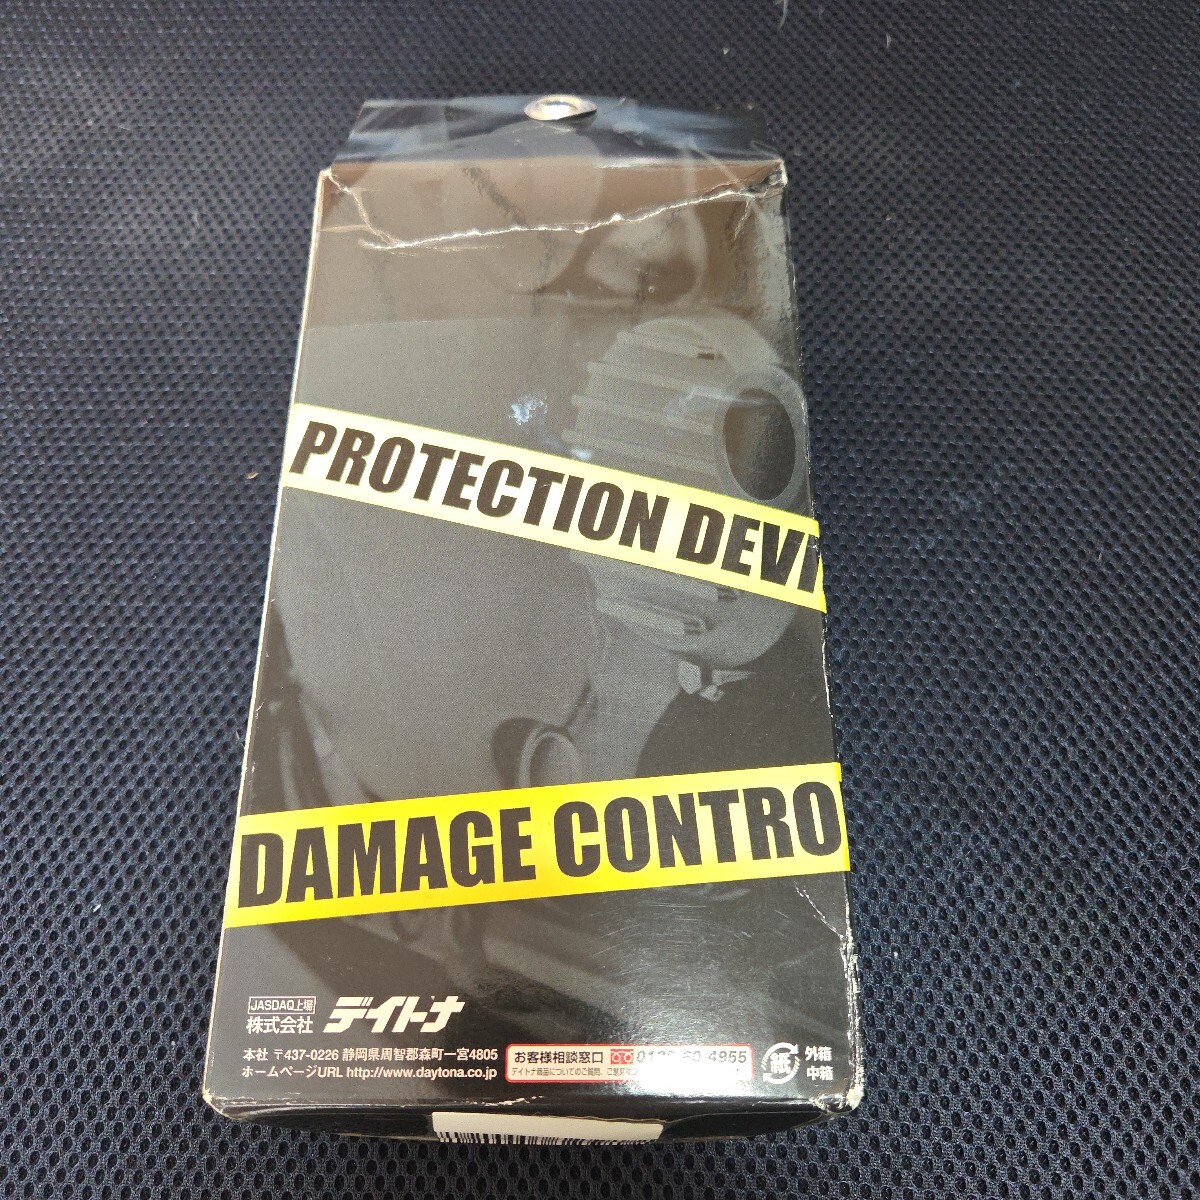 PROTECTION DEVI
DAMAGE CONTRO
JASDAQ上場
株式会社 デイトナ
本社 〒437-0226 静岡県周智郡森町一宮4805
ホームページURL http://www.daytona.co.jp
お客様相談窓口 4955
デイトナ商品についてのご質問、ご意見
紙 外箱
中箱